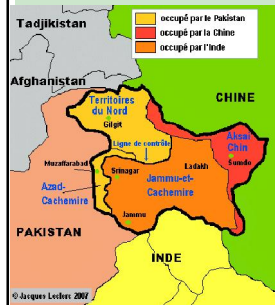 Tadjikistan
occupé par le Pakistan
occupé par la Chine
occupé par l'Inde
Afghanistan
CHINE
Territoires
du Nord
Gilgit
Aksai
Chin
Ligne de contrôle
Muzaffarabad
Srinagar
Ladakh
Sumdo
Azad-
Cachemire
Jammu-et-
Cachemire
Jammu
PAKISTAN
INDE
© Jacques Leclerc 2007